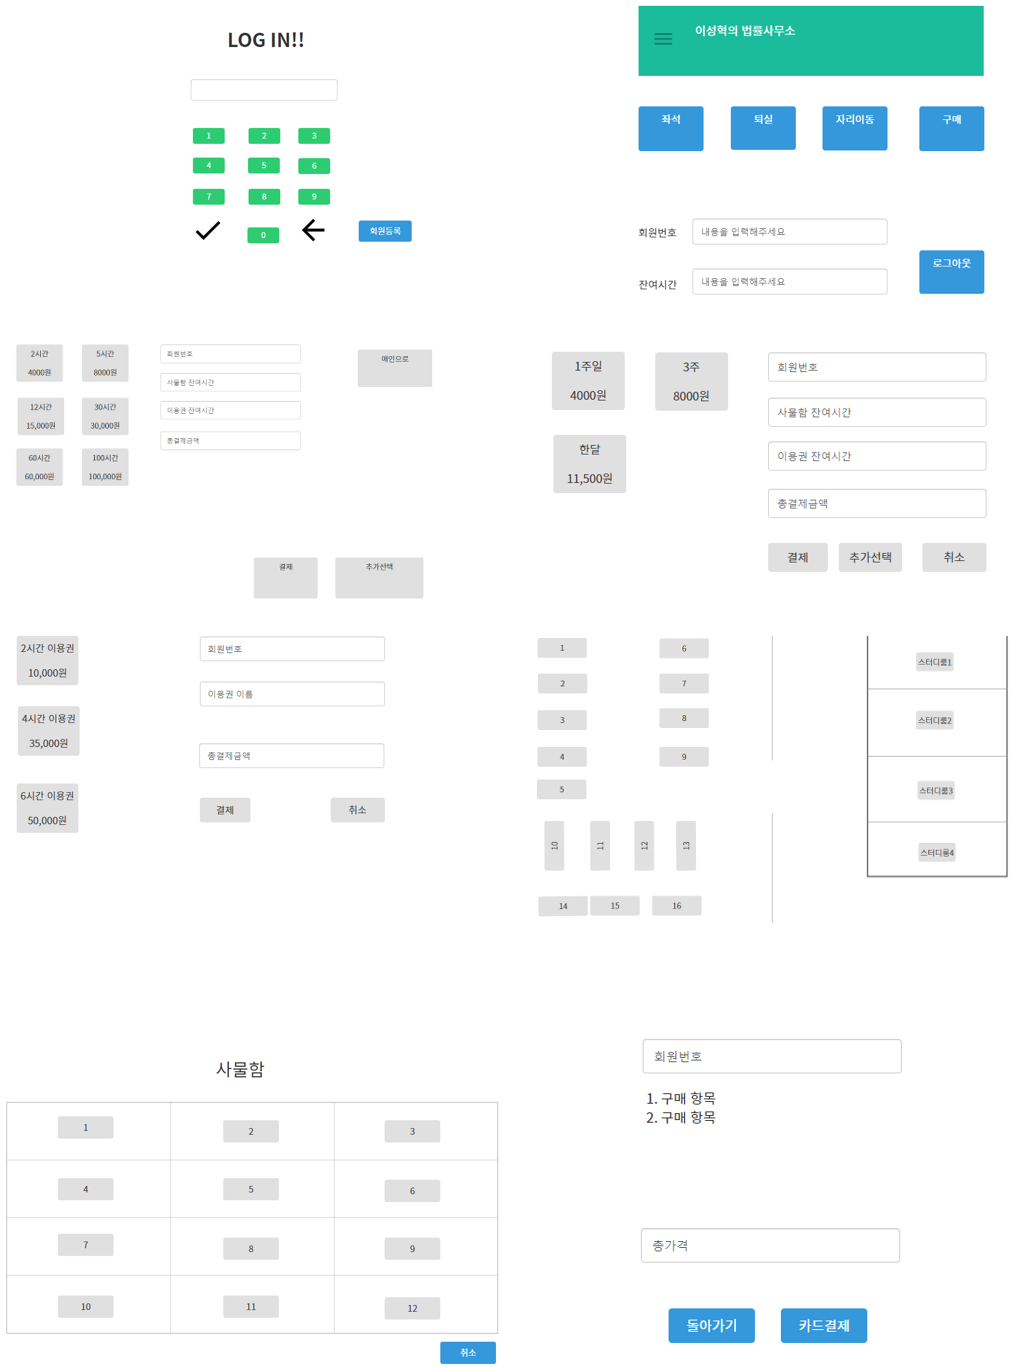 LOG IN!!
1 2 3
4 5 6
7 8 9
0 회원등록
이성혁의 법률사무소
좌석 퇴실 자리이동 구매
회원번호 내용을 입력해주세요
잔여시간 내용을 입력해주세요
로그아웃
2시간 5시간
4000원 8000원
12시간 30시간
15,000원 30,000원
60시간 100시간
60,000원 100,000원
회원번호
사물함 잔여시간
이용권 잔여시간
총결제금액
메인으로
결제 추가선택
1주일 3주
4000원 8000원
한달
11,500원
회원번호
사물함 잔여시간
이용권 잔여시간
총결제금액
결제 추가선택 취소
2시간 이용권
10,000원
4시간 이용권
35,000원
6시간 이용권
50,000원
회원번호
이용권 이름
총결제금액
결제 취소
1 6
2 7
3 8
4 9
5
10 11 12 13
14 15 16
스터디룸1
스터디룸2
스터디룸3
스터디룸4
사물함
1 2 3
4 5 6
7 8 9
10 11 12
취소
회원번호
1. 구매 항목
2. 구매 항목
총가격
돌아가기 카드결제